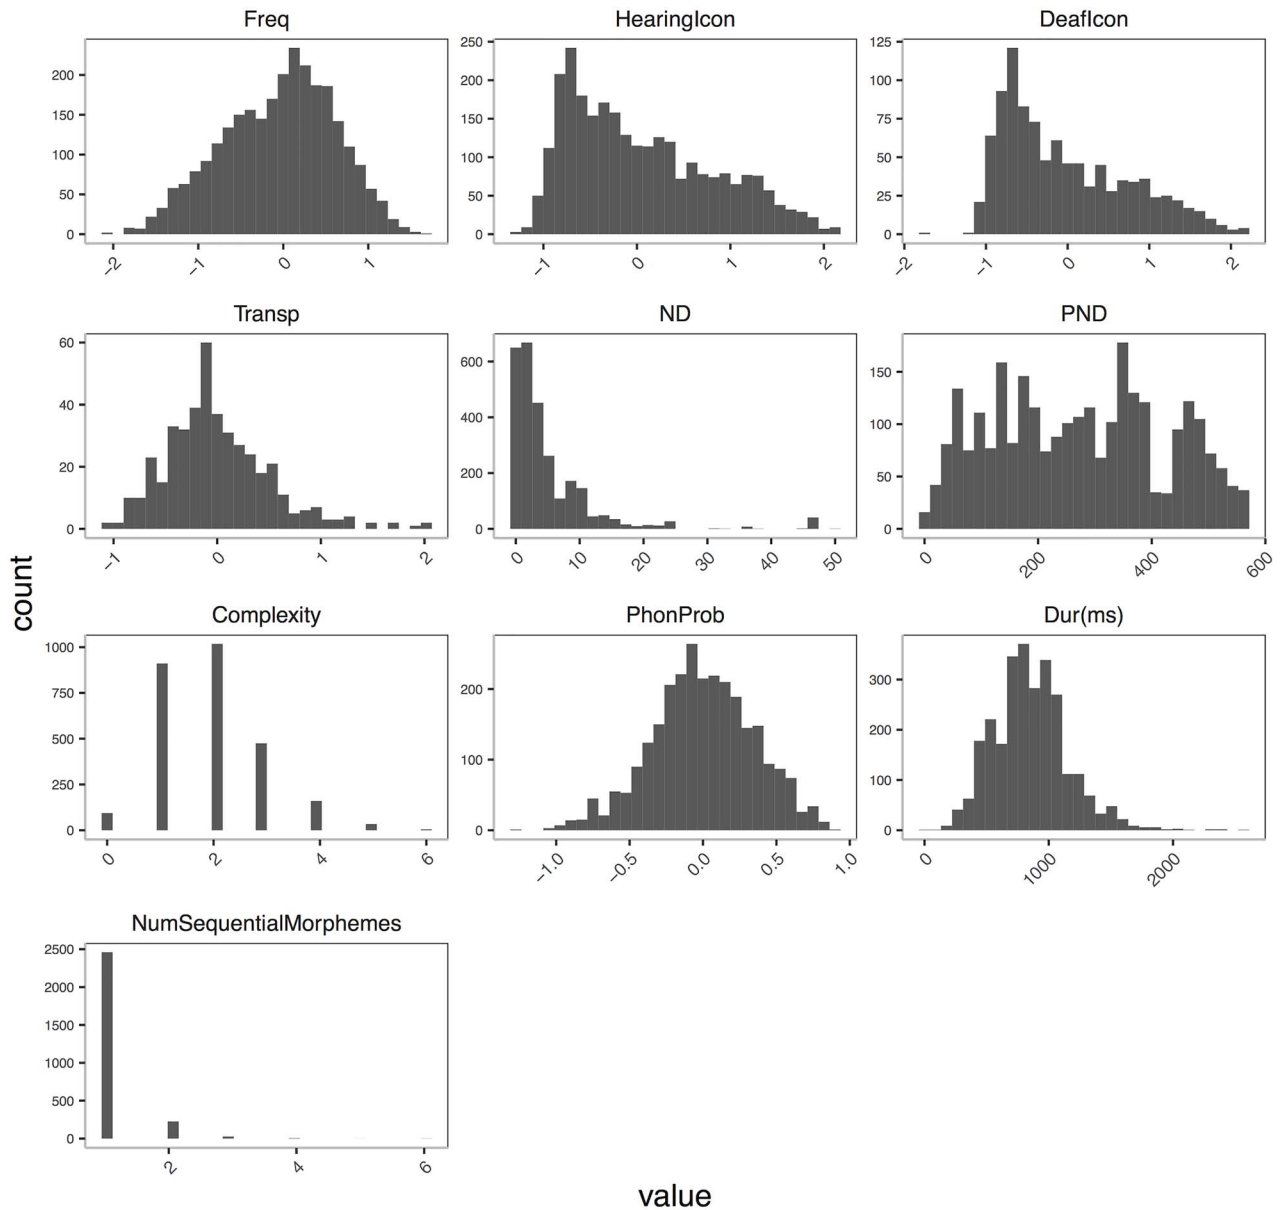 Freq
HearingIcon
DeafIcon
200
150
100
50
0
−2 −1 0 1
250
200
150
100
50
0
−1 0 1 2
125
100
75
50
25
0
−2 −1 0 1 2
Transp
ND
PND
60
40
20
0
−1 0 1 2
600
400
200
0
0 10 20 30 40 50
150
100
50
0
0 200 400 600
count
Complexity
PhonProb
Dur(ms)
1000
750
500
250
0
0 2 4 6
200
100
0
−1.0 −0.5 0.0 0.5 1.0
300
200
100
0
0 1000 2000
NumSequentialMorphemes
2500
2000
1500
1000
500
0
2 4 6
value